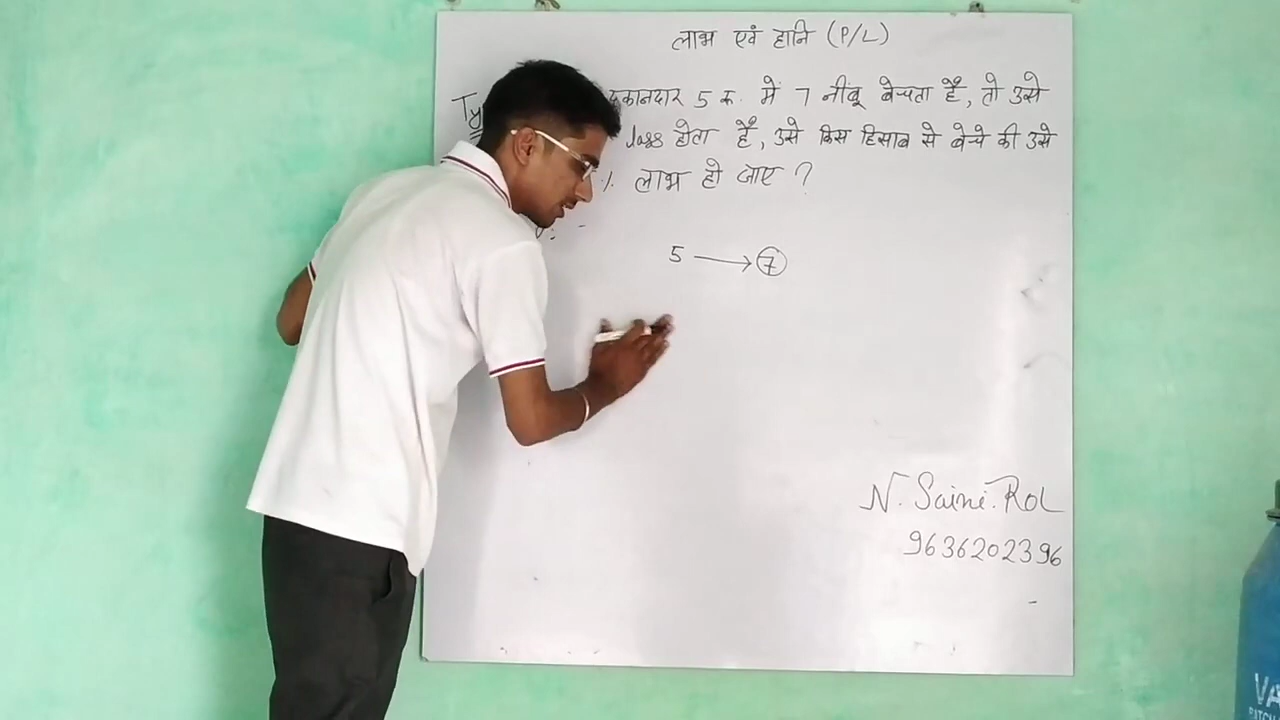 लाभ एवं हानि (P/L)
दुकानदार 5 रु. में 7 नींबू बेचता है, तो उसे
loss होता है, उसे किस हिसाब से बेचे की उसे
% लाभ हो जाए ?
5 → 7
N. Saini. Rol
9636202396